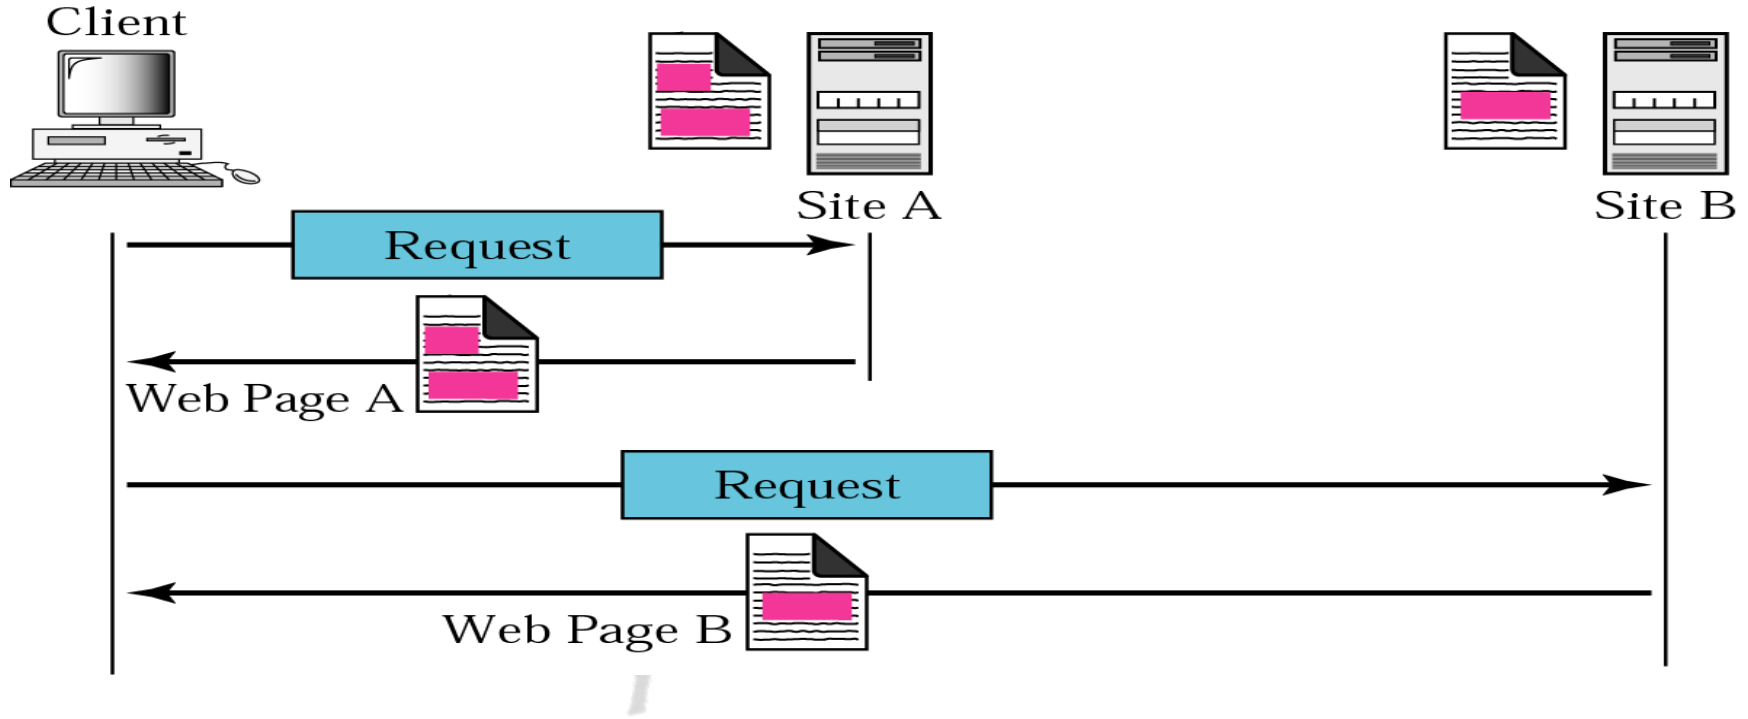 Client
Site A
Site B
Request
Web Page A
Request
Web Page B